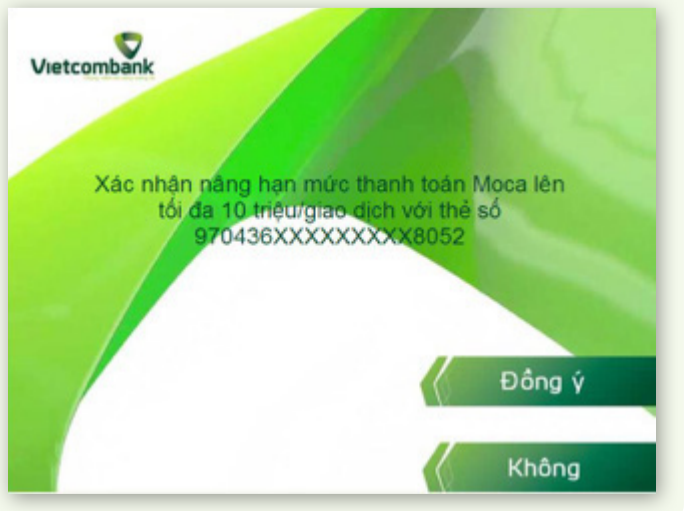 Vietcombank
Xác nhận nâng hạn mức thanh toán Moca lên
tối đa 10 triệu/giao dịch với thẻ số
970436XXXXXXXXX8052
Đồng ý
Không